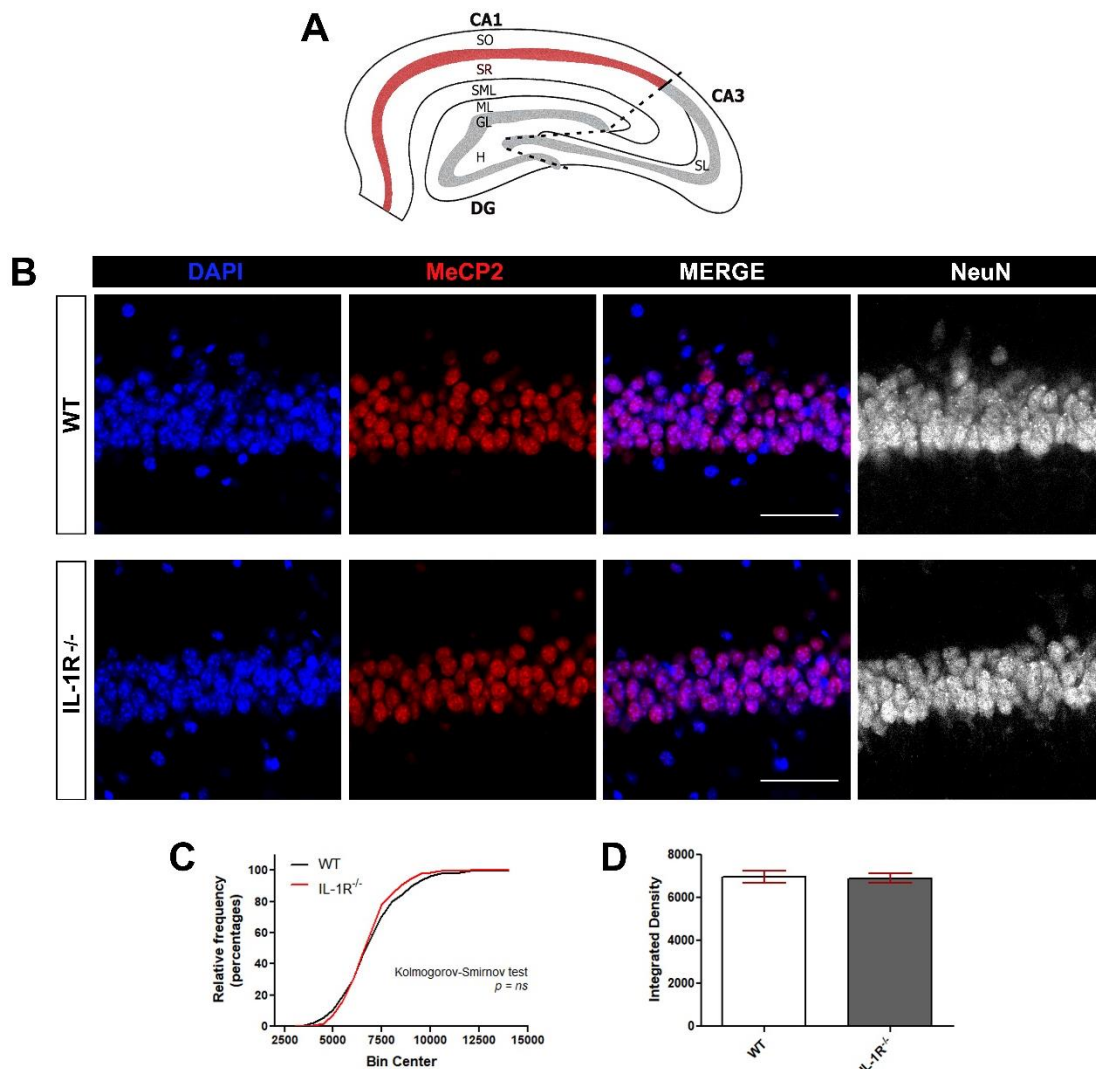 A
CA1
SO
SR
CA3
SML
ML
GL
H
SL
DG
B
DAPI MeCP2 MERGE NeuN
WT
IL-1R-/-
C
Relative frequency
(percentages)
100
80
60
40
20
0
WT
IL-1R-/-
Kolmogorov-Smirnov test
p = ns
2500 5000 7500 10000 12500 15000
Bin Center
D
Integrated Density
8000
6000
4000
2000
0
WT
IL-1R-/-